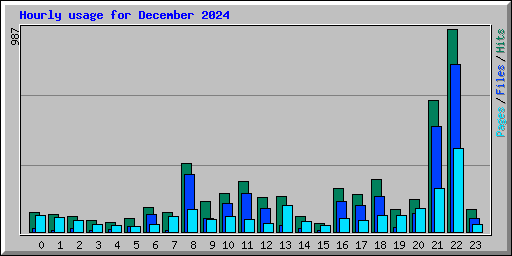 Hourly usage for December 2024
987
Pages / Files / Hits
0 1 2 3 4 5 6 7 8 9 10 11 12 13 14 15 16 17 18 19 20 21 22 23